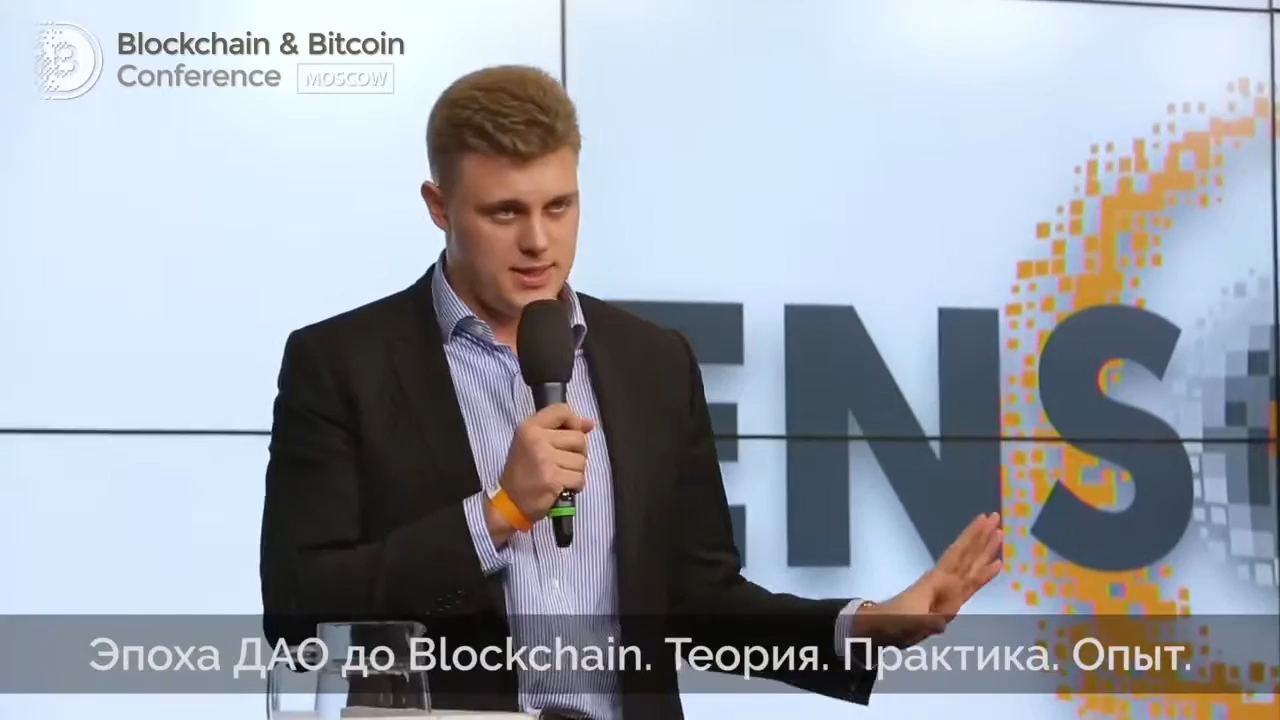 Blockchain & Bitcoin
Conference MOSCOW
ENS
Эпоха ДАО до Blockchain. Теория. Практика. Опыт.